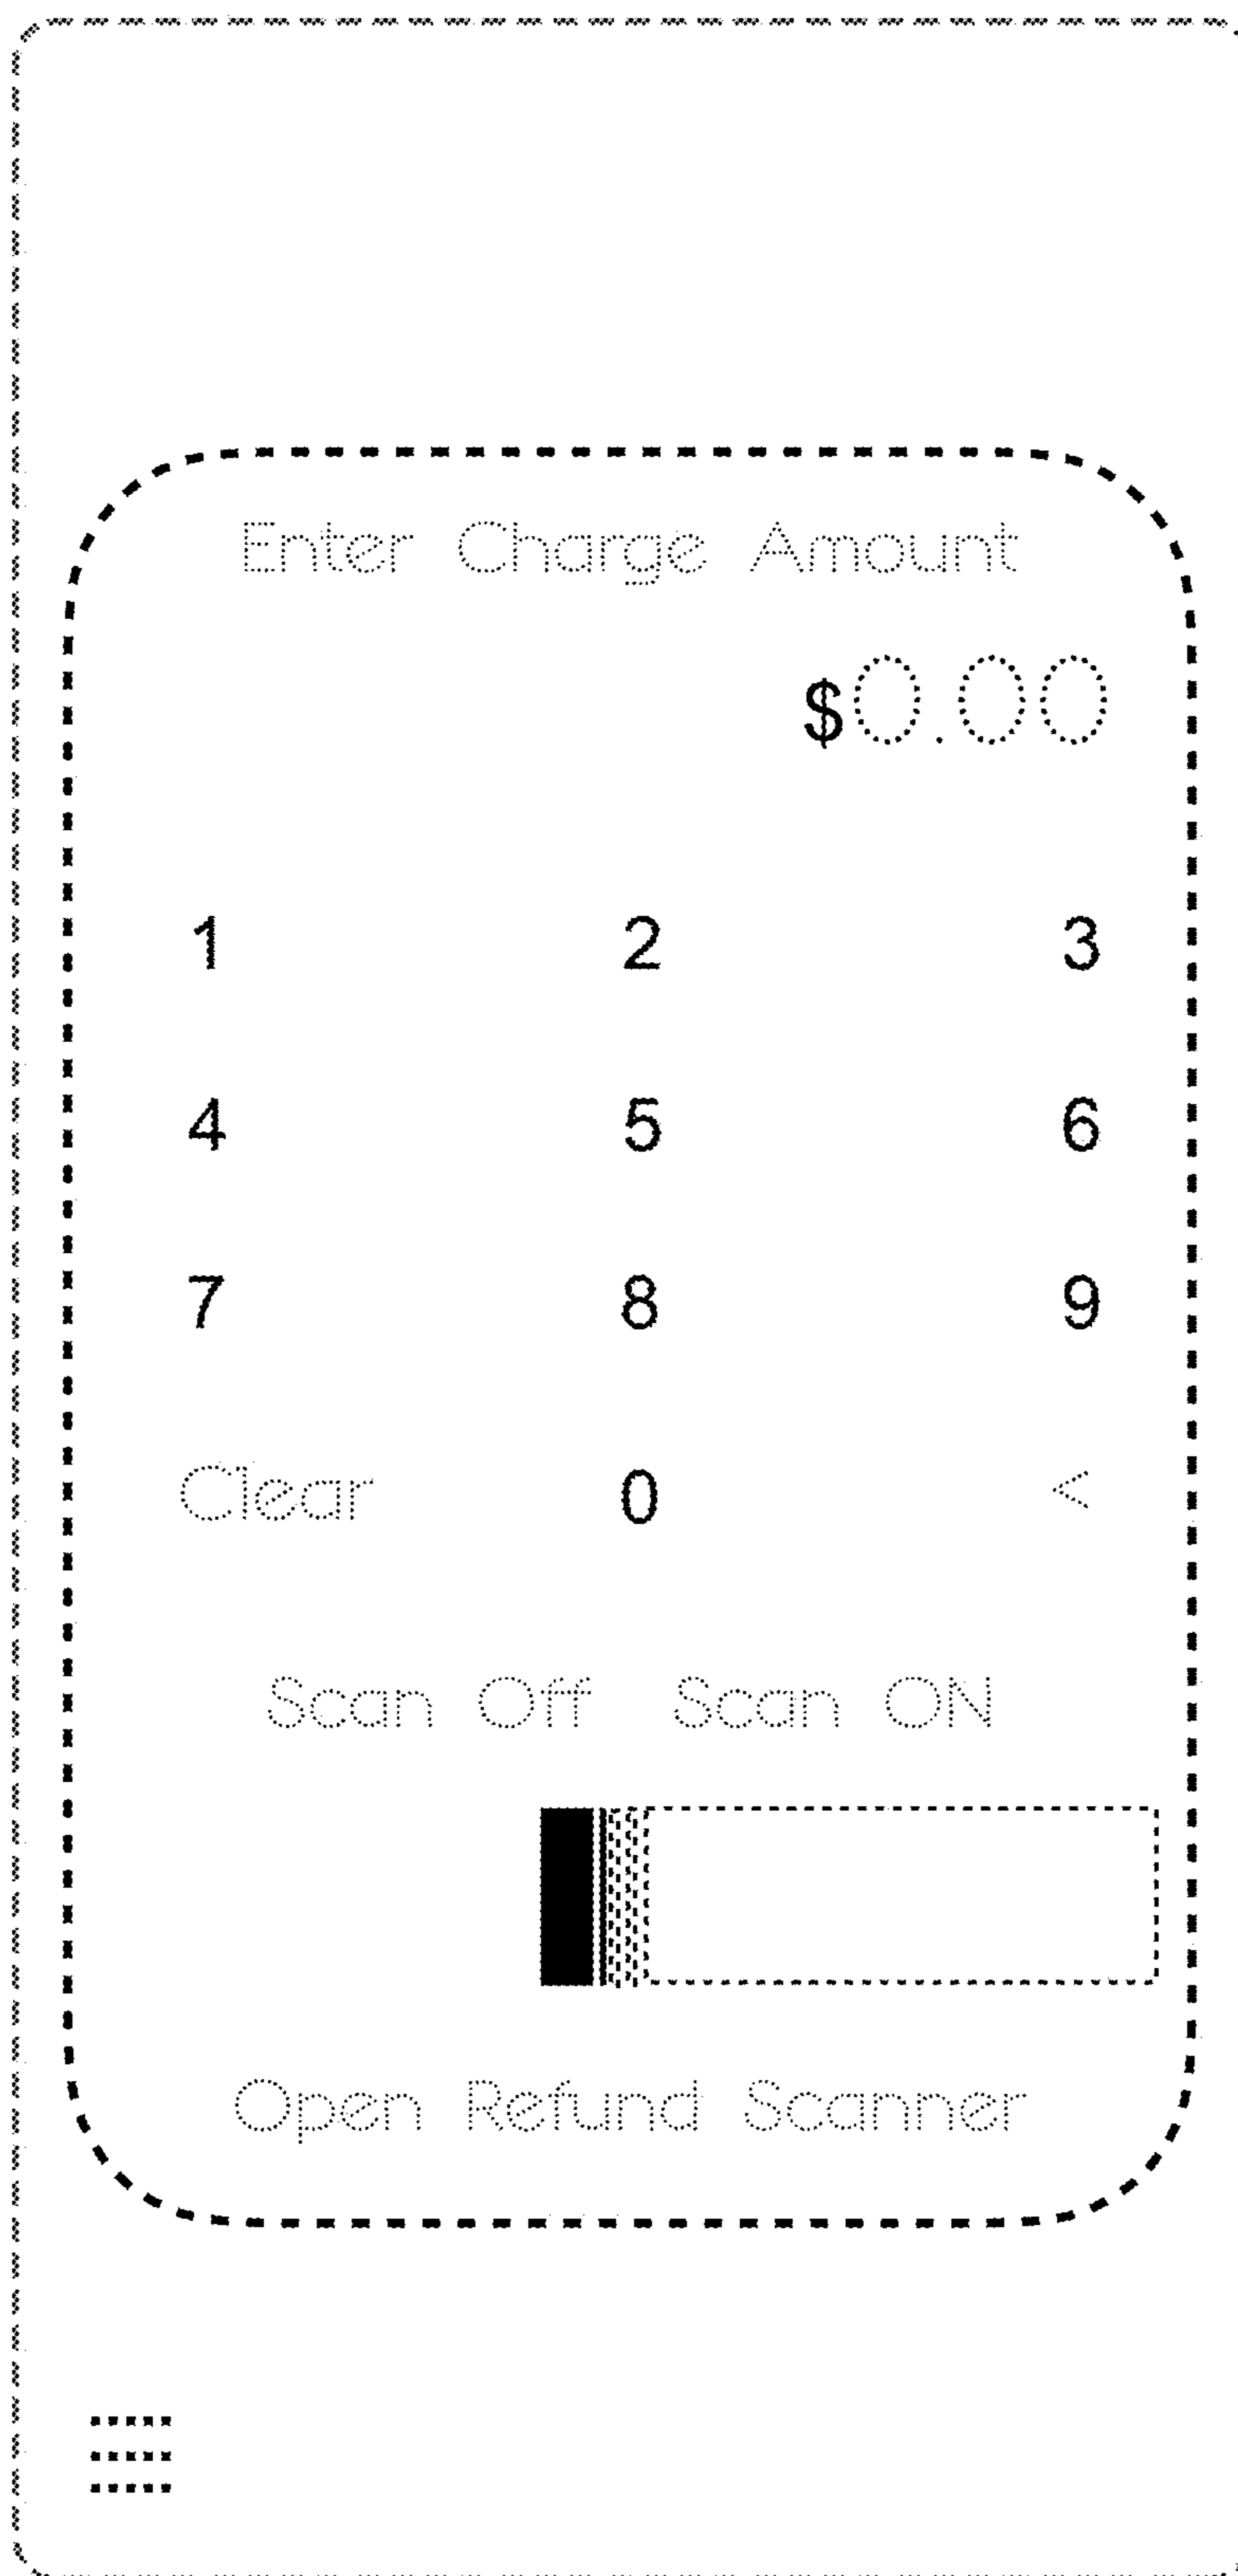 Enter Charge Amount
$0.00
1 2 3
4 5 6
7 8 9
Clear 0 <
Scan Off Scan ON
Open Refund Scanner